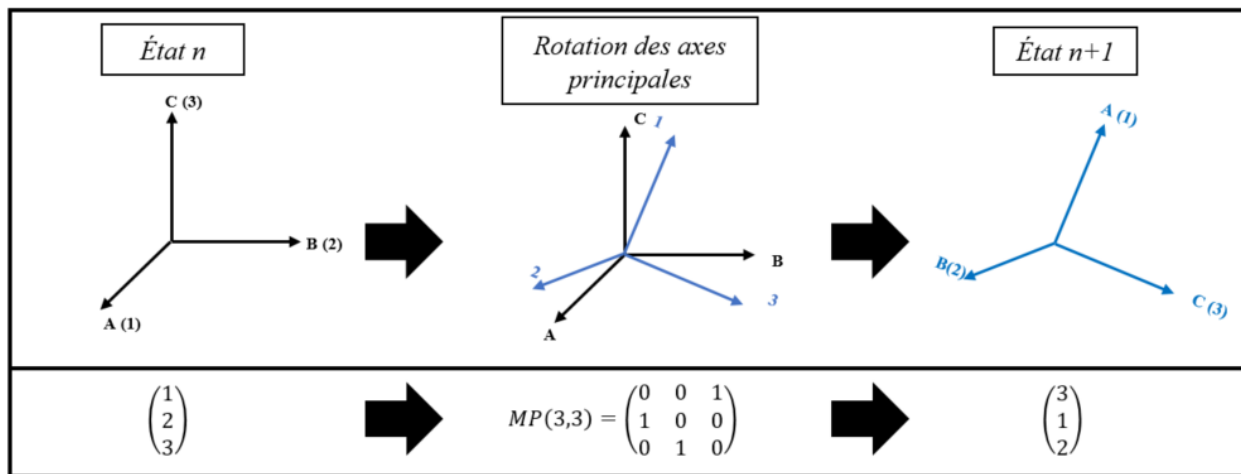 État n
Rotation des axes
principales
État n+1
C (3)
B (2)
A (1)
C
1
B
2
3
A
A (1)
B(2)
C (3)
(1
2
3)
MP(3,3) = (0 0 1
1 0 0
0 1 0)
(3
1
2)